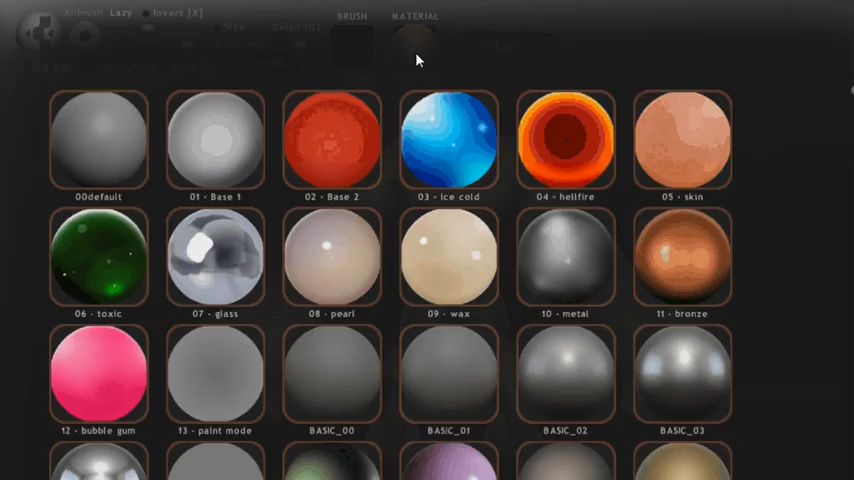 Airbrush Lazy Invert [X]
Size Detail [Q]
BRUSH MATERIAL
00default 01 - Base 1 02 - Base 2 03 - ice cold 04 - hellfire 05 - skin
06 - toxic 07 - glass 08 - pearl 09 - wax 10 - metal 11 - bronze
12 - bubble gum 13 - paint mode BASIC_00 BASIC_01 BASIC_02 BASIC_03